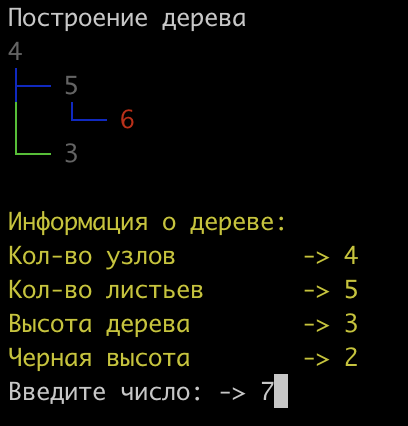 Построение дерева
4
5
6
3
Информация о дереве:
Кол-во узлов -> 4
Кол-во листьев -> 5
Высота дерева -> 3
Черная высота -> 2
Введите число: -> 7